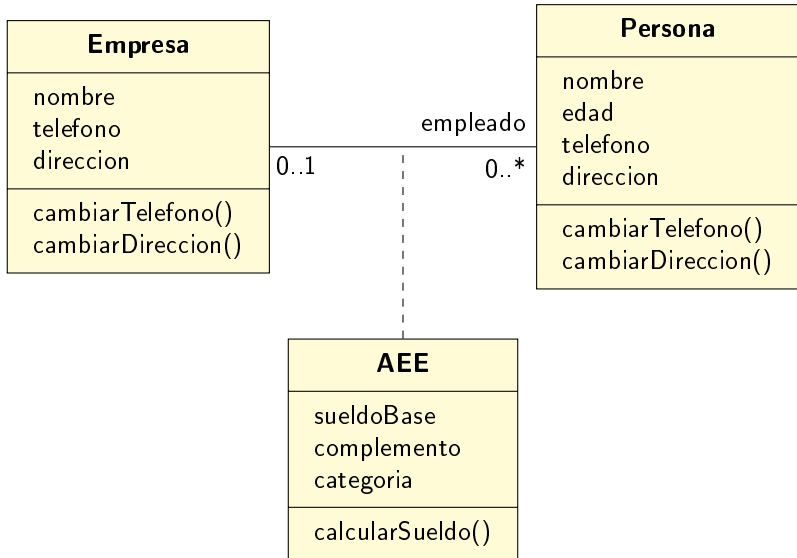 Empresa
nombre
telefono
direccion
cambiarTelefono()
cambiarDireccion()
empleado
0..1
0..*
Persona
nombre
edad
telefono
direccion
cambiarTelefono()
cambiarDireccion()
AEE
sueldoBase
complemento
categoria
calcularSueldo()